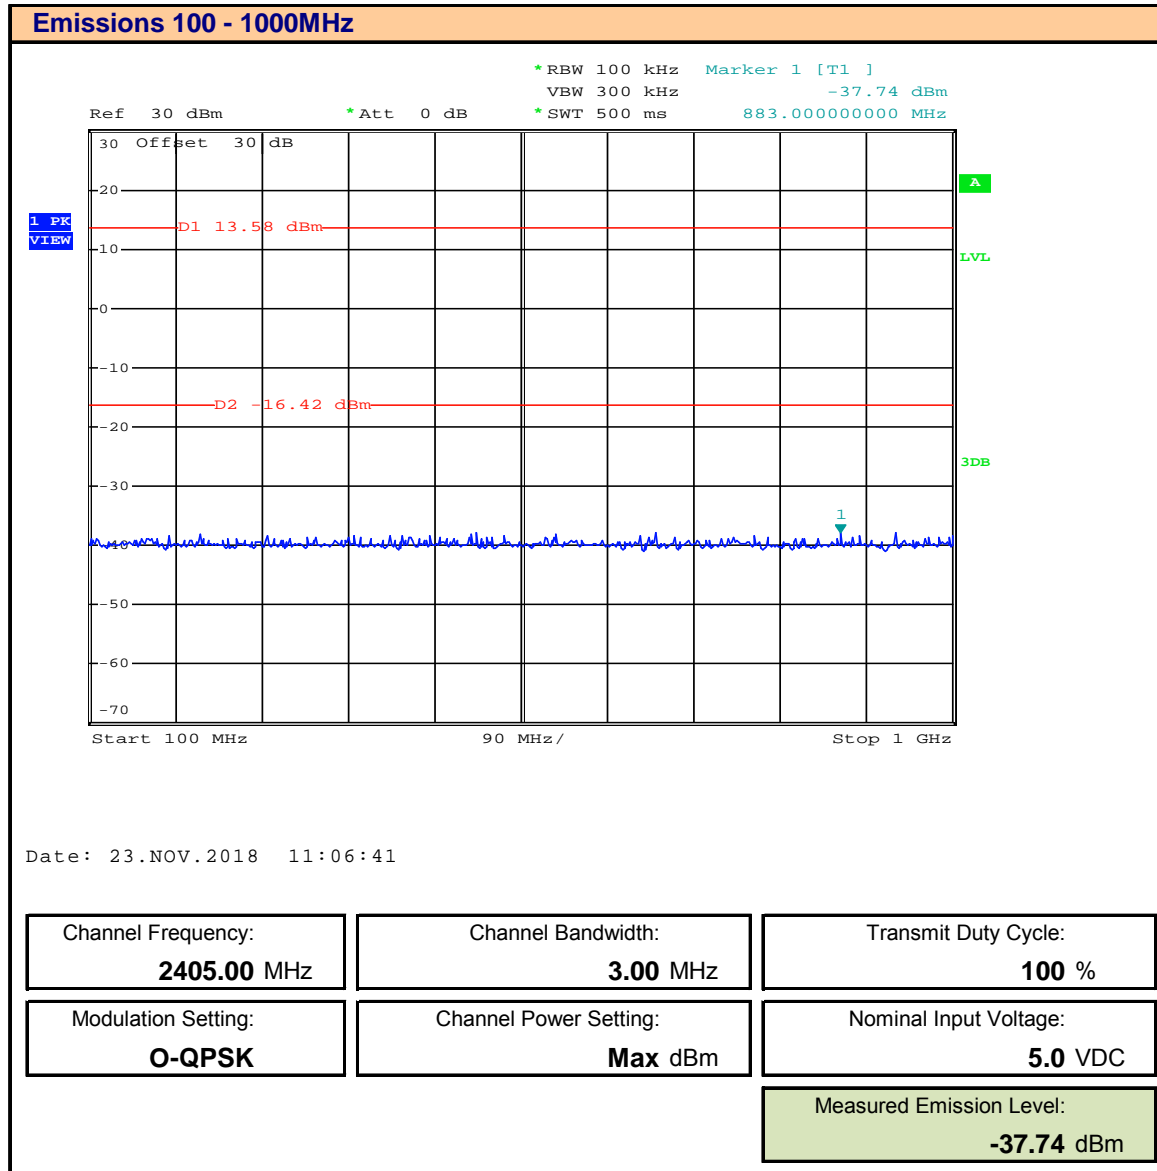 Emissions 100 - 1000MHz
*RBW 100 kHz Marker 1 [T1 ]
VBW 300 kHz -37.74 dBm
Ref 30 dBm *Att 0 dB *SWT 500 ms 883.000000000 MHz
30 Offset 30 dB
20
A
1 PK
VIEW
D1 13.58 dBm
10
LVL
0
-10
D2 -16.42 dBm
-20
3DB
-30
1
-40
-50
-60
-70
Start 100 MHz 90 MHz/ Stop 1 GHz
Date: 23.NOV.2018 11:06:41
Channel Frequency: Channel Bandwidth: Transmit Duty Cycle:
2405.00 MHz 3.00 MHz 100 %
Modulation Setting: Channel Power Setting: Nominal Input Voltage:
O-QPSK Max dBm 5.0 VDC
Measured Emission Level:
-37.74 dBm